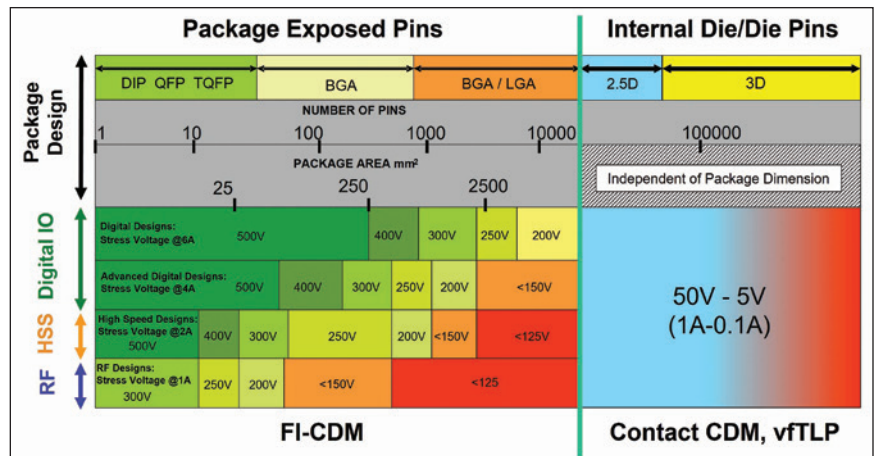 Package Exposed Pins
Internal Die/Die Pins
Package
Design
DIP QFP TQFP
BGA
BGA / LGA
2.5D
3D
NUMBER OF PINS
1
10
100
1000
10000
100000
PACKAGE AREA mm²
25
250
2500
Independent of Package Dimension
Digital IO
Digital Designs:
Stress Voltage @6A
500V
400V
300V
250V
200V
Advanced Digital Designs:
Stress Voltage @4A
500V
400V
300V
250V
200V
<150V
HSS
High Speed Designs:
Stress Voltage @2A
500V
400V
300V
250V
200V
<150V
<125V
RF
RF Designs:
Stress Voltage @1A
300V
250V
200V
<150V
<125
50V - 5V
(1A-0.1A)
FI-CDM
Contact CDM, vfTLP